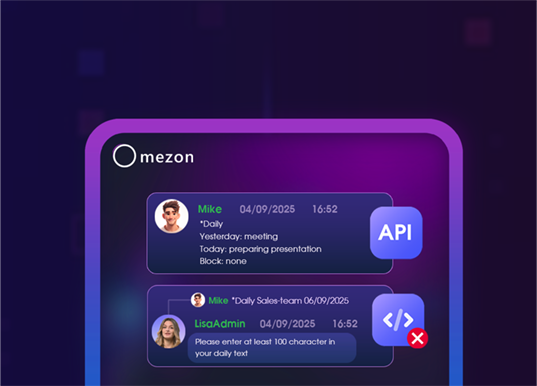 mezon
Mike 04/09/2025 16:52
*Daily
Yesterday: meeting
Today: preparing presentation
Block: none
API
Mike *Daily Sales-team 06/09/2025
LisaAdmin 04/09/2025 16:52
</>
Please enter at least 100 character in
your daily text